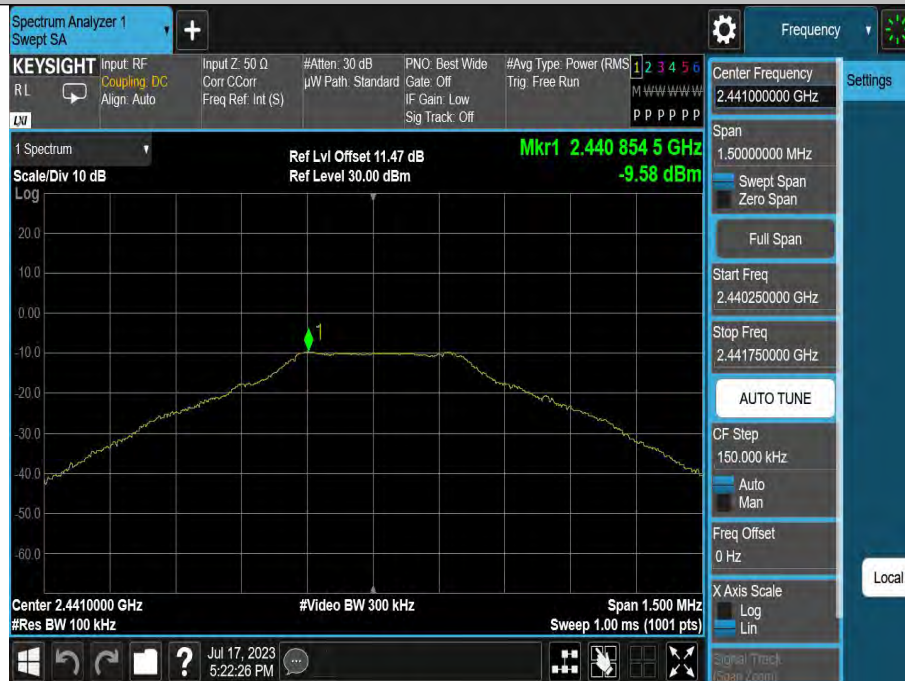 Spectrum Analyzer 1
Swept SA
+
Frequency
KEYSIGHT
RL
LXI
Input: RF
Coupling: DC
Align: Auto
Input Z: 50 Ω
Corr CCorr
Freq Ref: Int (S)
#Atten: 30 dB
µW Path: Standard
PNO: Best Wide
Gate: Off
IF Gain: Low
Sig Track: Off
#Avg Type: Power (RMS
Trig: Free Run
1 2 3 4 5 6
M W W W W W
P P P P P P
1 Spectrum
Scale/Div 10 dB
Log
Ref Lvl Offset 11.47 dB
Ref Level 30.00 dBm
Mkr1 2.440 854 5 GHz
-9.58 dBm
20.0
10.0
0.00
-10.0
-20.0
-30.0
-40.0
-50.0
-60.0
1
Center 2.4410000 GHz
#Res BW 100 kHz
#Video BW 300 kHz
Span 1.500 MHz
Sweep 1.00 ms (1001 pts)
?
Jul 17, 2023
5:22:26 PM
Center Frequency
2.441000000 GHz
Settings
Span
1.50000000 MHz
Swept Span
Zero Span
Full Span
Start Freq
2.440250000 GHz
Stop Freq
2.441750000 GHz
AUTO TUNE
CF Step
150.000 kHz
Auto
Man
Freq Offset
0 Hz
Local
X Axis Scale
Log
Lin
Signal Track
(Span Zoom)